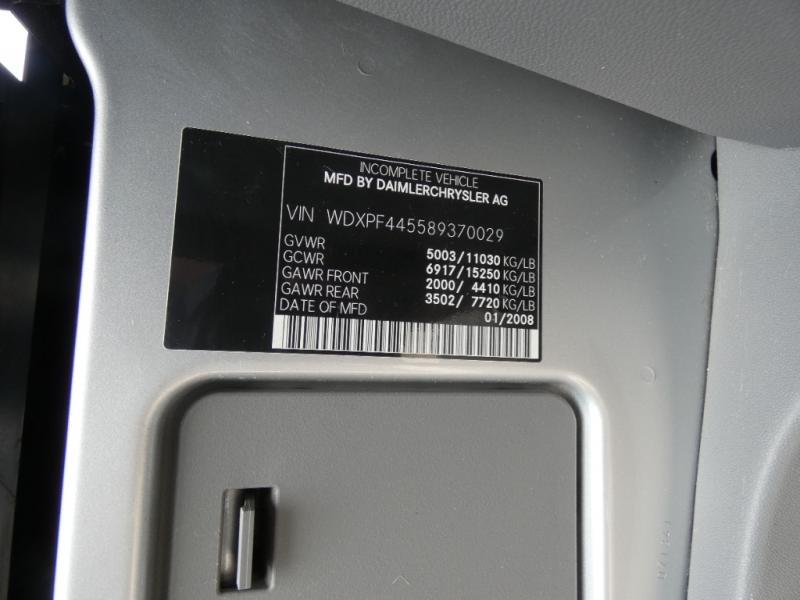 INCOMPLETE VEHICLE
MFD BY DAIMLERCHRYSLER AG
VIN WDXPF445589370029
GVWR 5003/11030 KG/LB
GCWR 6917/15250 KG/LB
GAWR FRONT 2000/ 4410 KG/LB
GAWR REAR 3502/ 7720 KG/LB
DATE OF MFD 01/2008